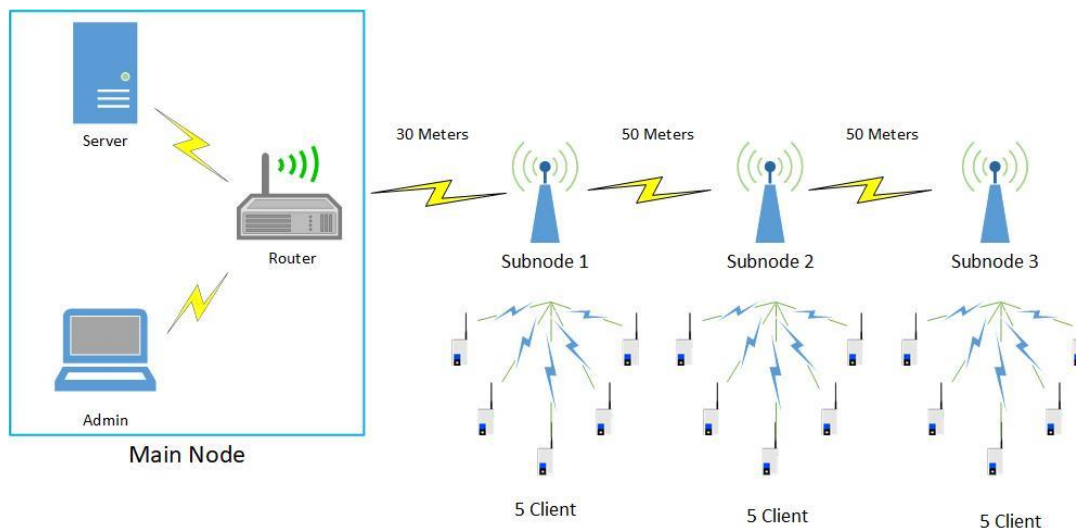 Server
Router
Admin
Main Node
30 Meters
50 Meters
50 Meters
Subnode 1
Subnode 2
Subnode 3
5 Client
5 Client
5 Client